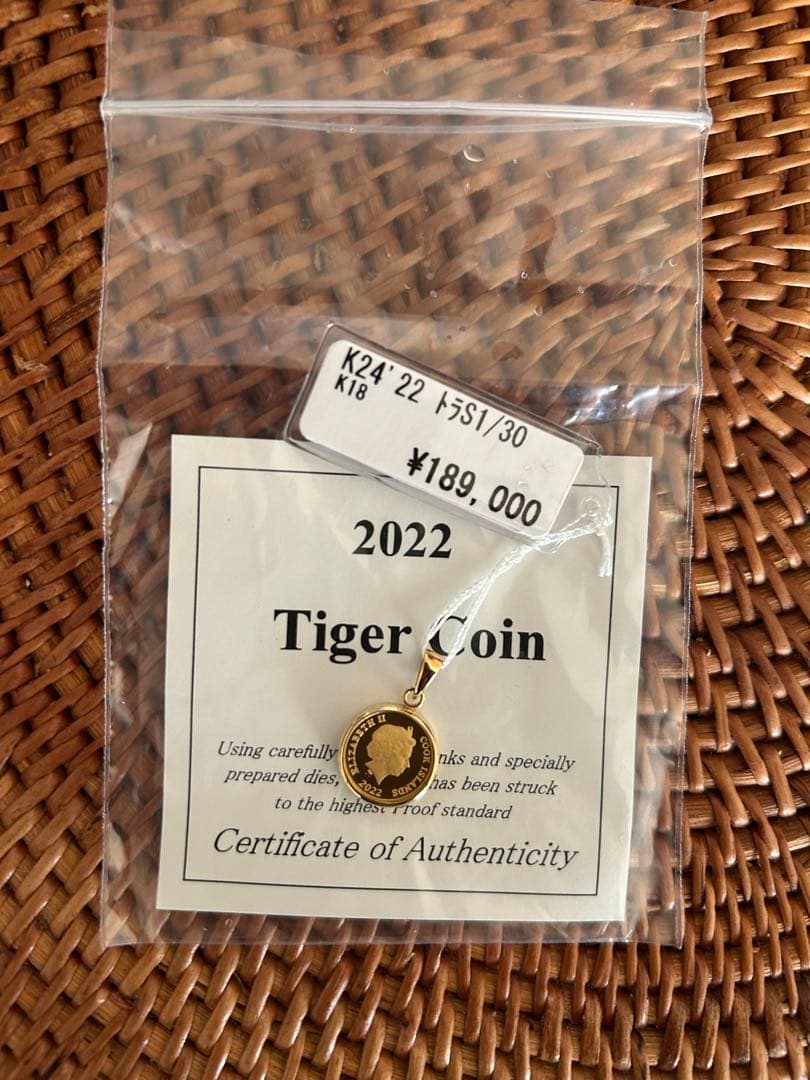 K24'22 トラS1/30
K18
¥189,000
2022
Tiger Coin
Using carefully nks and specially
prepared dies, has been struck
to the highest Proof standard
Certificate of Authenticity
ELIZABETH II
COOK ISLANDS
2022